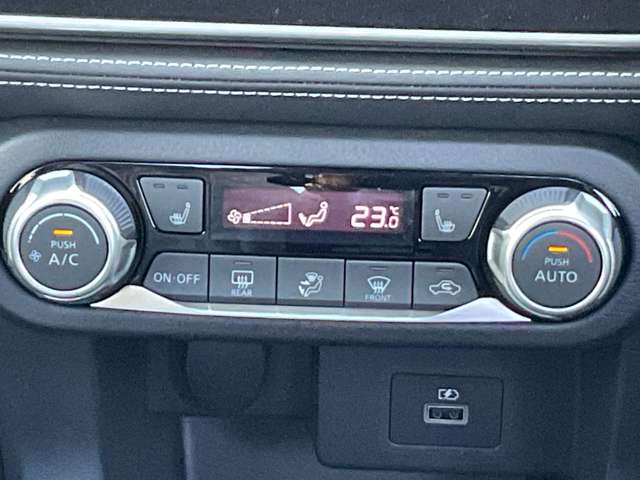 23.0 °C
PUSH
A/C
PUSH
AUTO
ON·OFF
REAR
FRONT